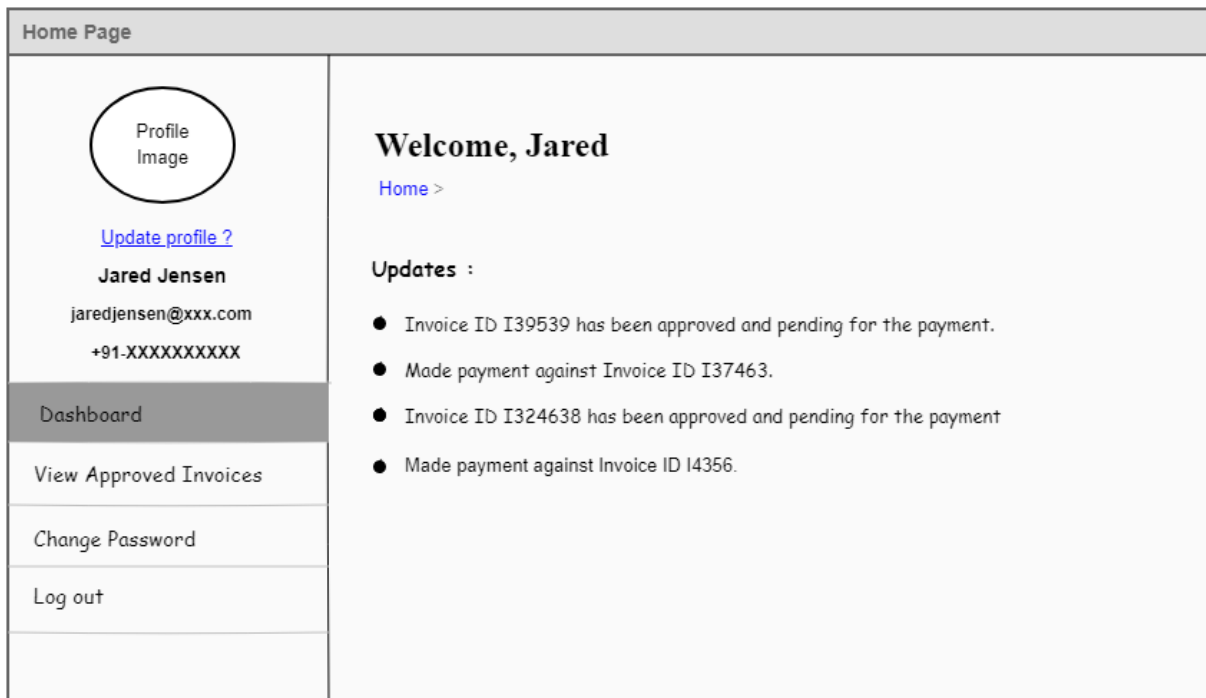 Home Page
Profile
Image
Update profile ?
Jared Jensen
jaredjensen@xxx.com
+91-XXXXXXXXXX
Dashboard
View Approved Invoices
Change Password
Log out
Welcome, Jared
Home >
Updates :
Invoice ID I39539 has been approved and pending for the payment.
Made payment against Invoice ID I37463.
Invoice ID I324638 has been approved and pending for the payment
Made payment against Invoice ID I4356.